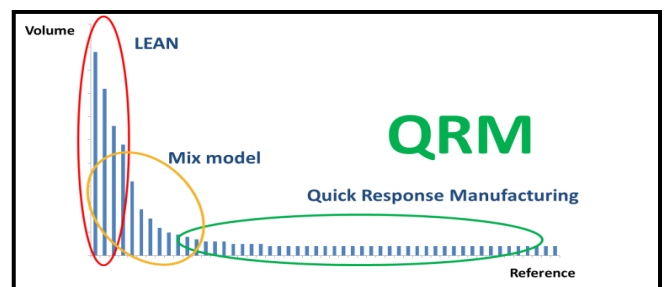 Volume
LEAN
QRM
Mix model
Quick Response Manufacturing
Reference